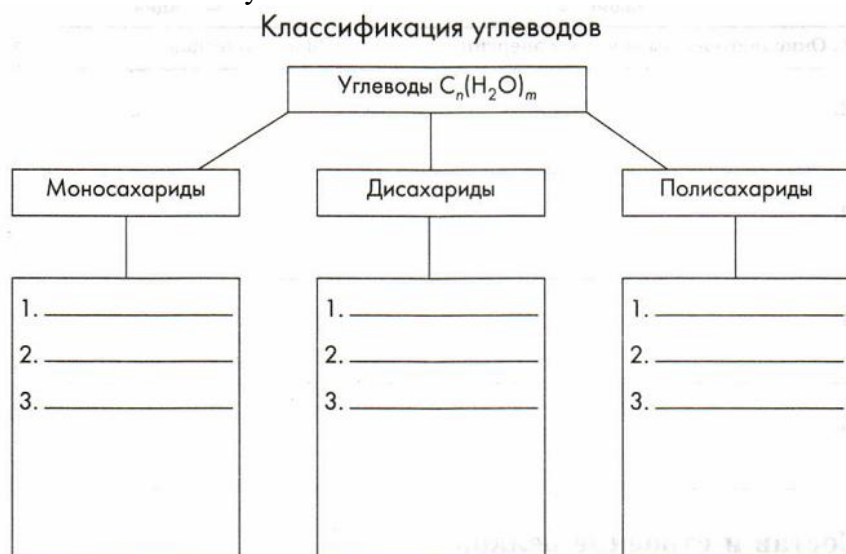 Классификация углеводов
Углеводы Cₙ(H₂O)ₘ
Моносахариды
Дисахариды
Полисахариды
1.
2.
3.
1.
2.
3.
1.
2.
3.